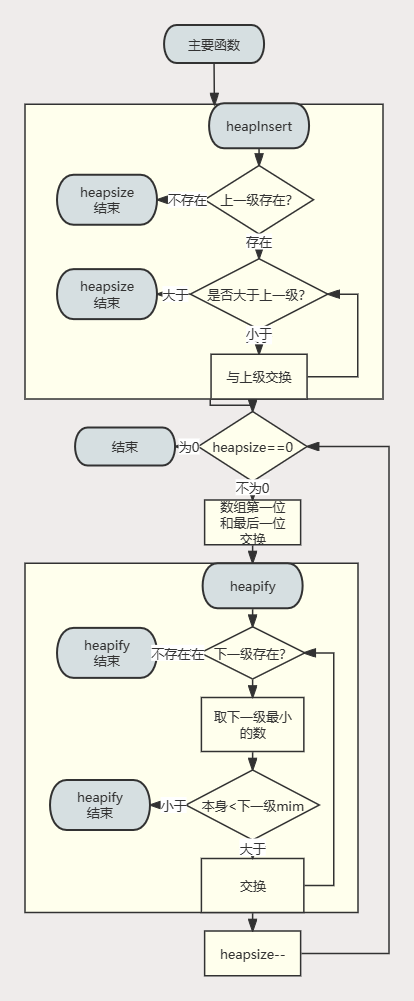 主要函数
heapInsert
heapsize
结束
不存在
上一级存在?
存在
heapsize
结束
大于
是否大于上一级?
小于
与上级交换
结束
为0
heapsize==0
不为0
数组第一位
和最后一位
交换
heapify
heapify
结束
不存在在
下一级存在?
取下一级最小
的数
heapify
结束
小于
本身<下一级mim
大于
交换
heapsize--